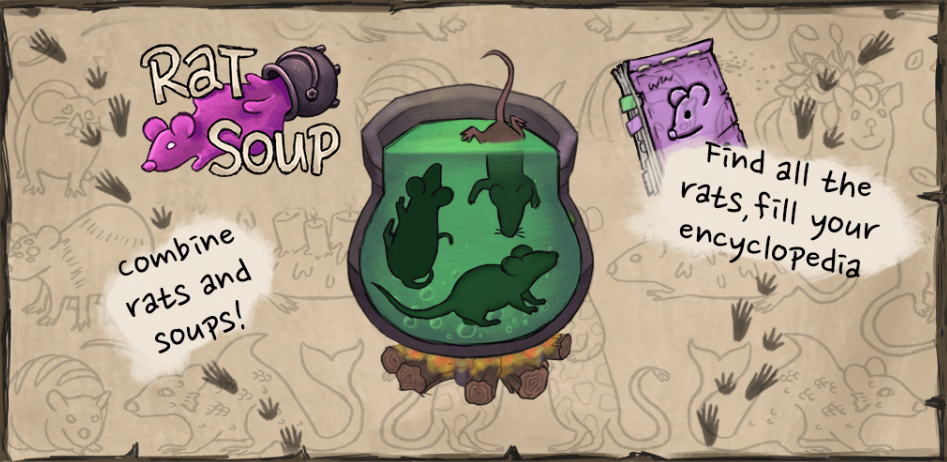 Rat
Soup
combine
rats and
soups!
Find all the
rats, fill your
encyclopedia